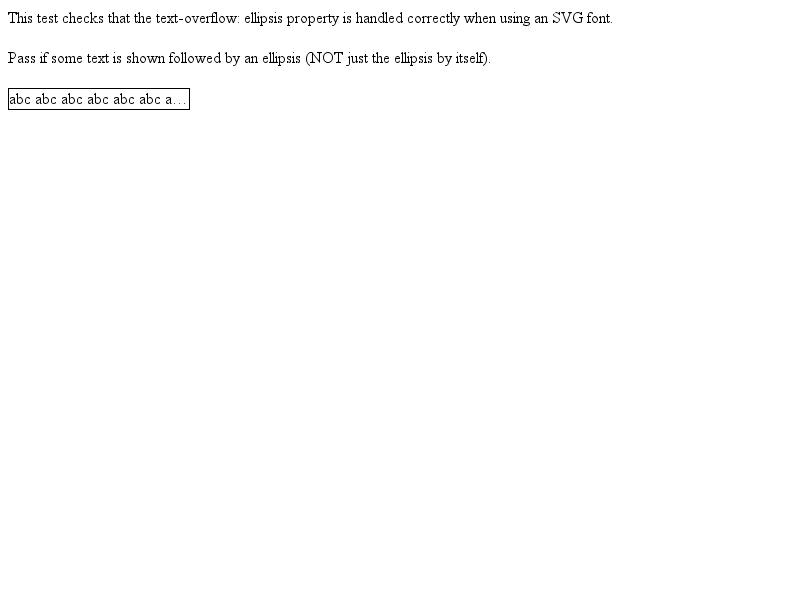 This test checks that the text-overflow: ellipsis property is handled correctly when using an SVG font.
Pass if some text is shown followed by an ellipsis (NOT just the ellipsis by itself).
abc abc abc abc abc abc a…